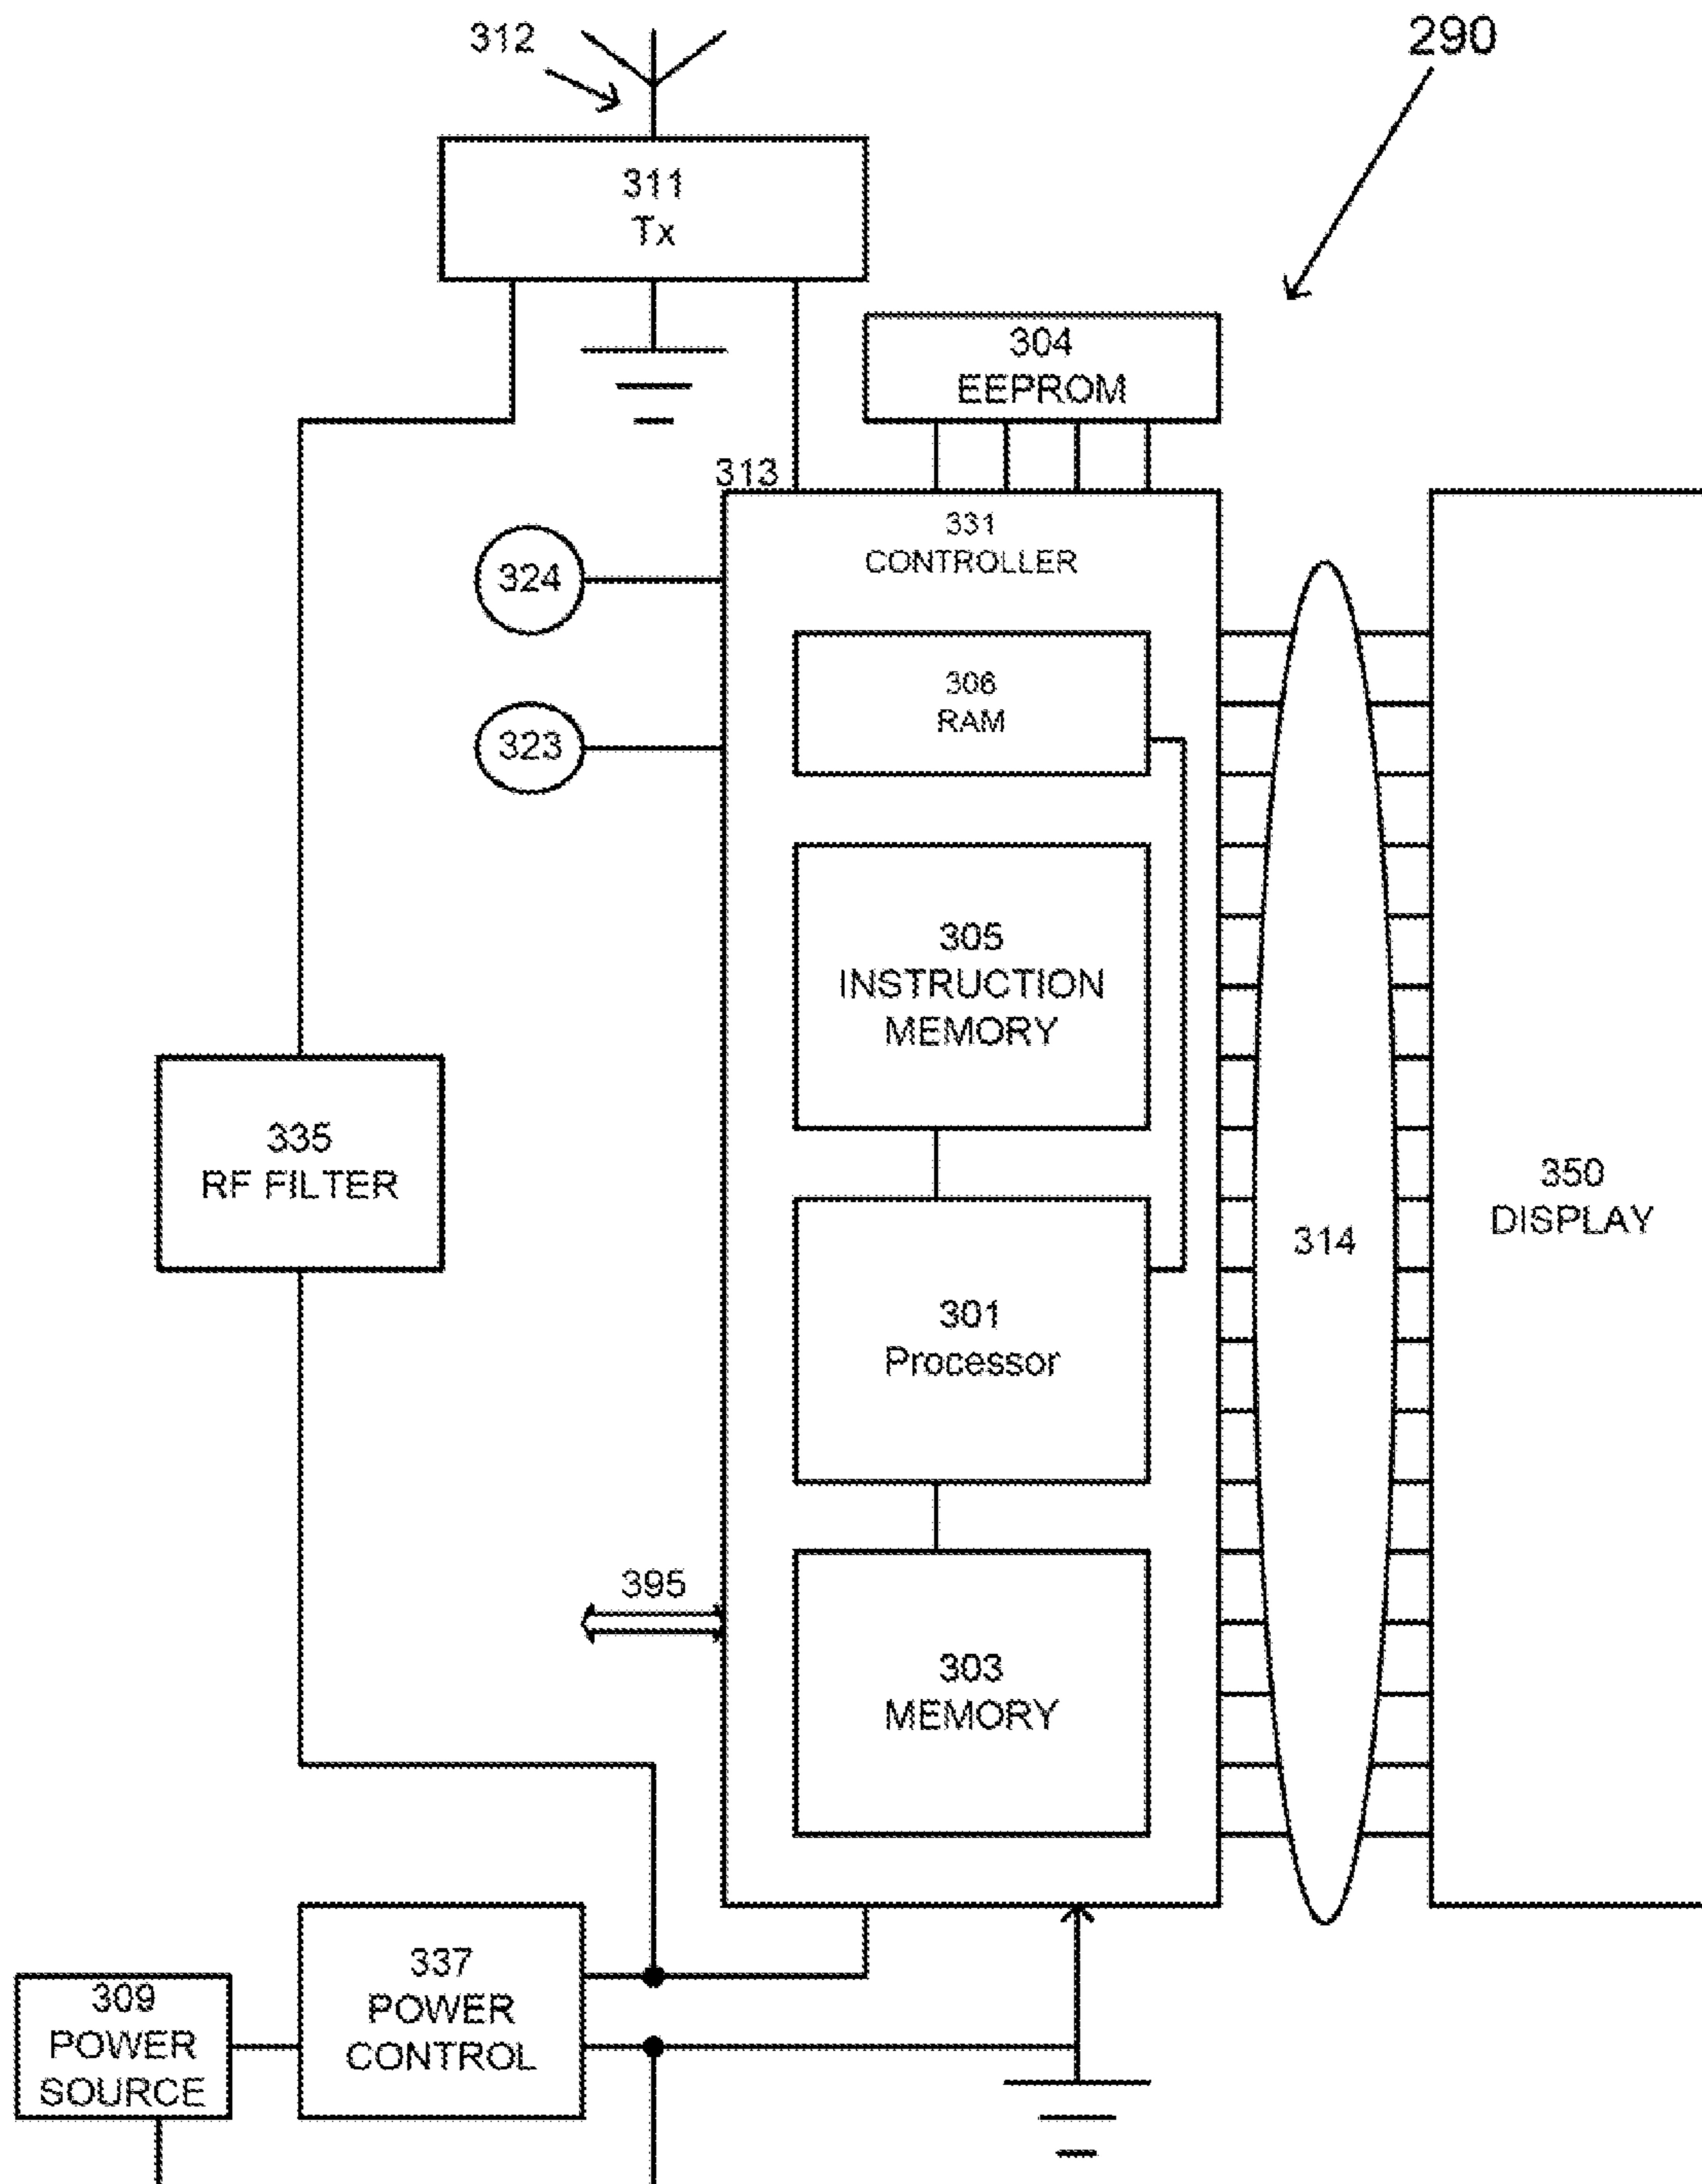 312
290
311
Tx
304
EEPROM
313
331
CONTROLLER
324
306
RAM
323
305
INSTRUCTION
MEMORY
335
RF FILTER
350
DISPLAY
314
301
Processor
395
303
MEMORY
337
POWER
CONTROL
309
POWER
SOURCE